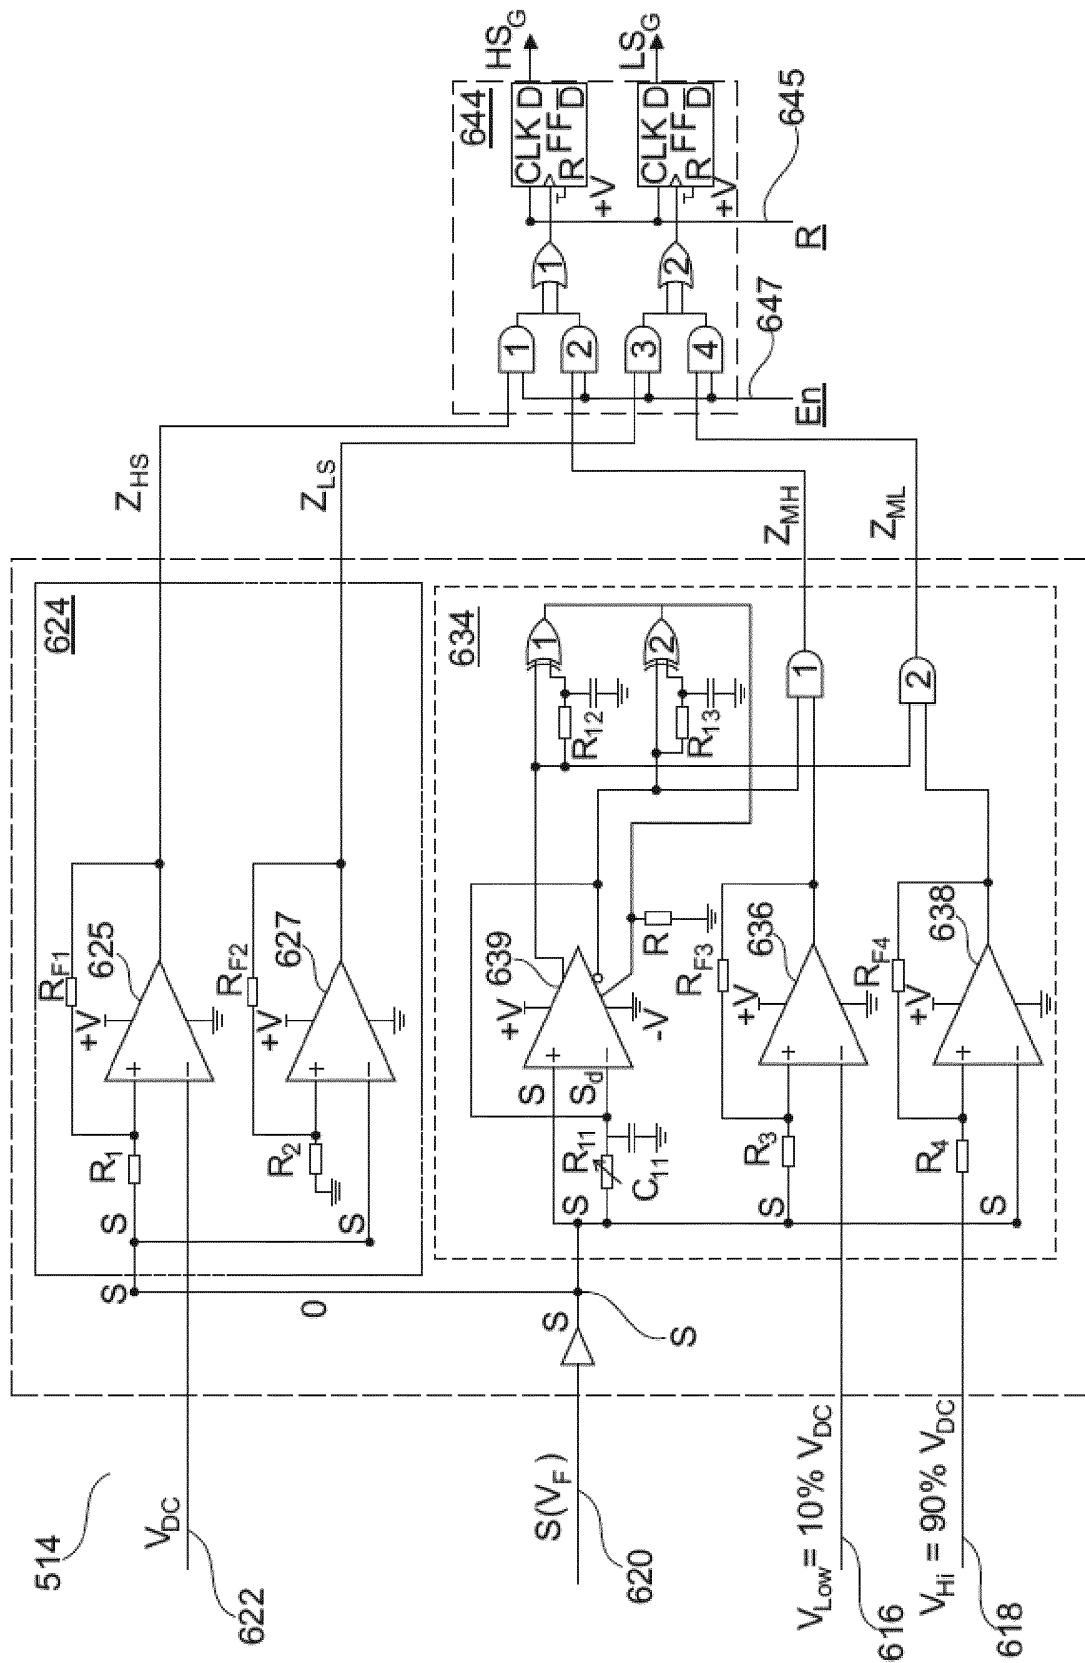 514
V_DC
622
S(V_F)
620
V_Low = 10% V_DC
616
V_Hi = 90% V_DC
618
S
S
0
S
624
S
S
R_1
R_F1
+V
625
+
−
R_2
R_F2
+V
627
+
−
634
S
S
S_d
R_11
C_11
+V
639
+
−
-V
R
R_12
1
R_13
2
S
R_3
R_F3
+V
636
+
−
1
S
R_4
R_F4
+V
638
+
−
2
Z_HS
Z_LS
Z_MH
Z_ML
644
1
2
3
4
1
2
CLK D
FF
R D
+V
HS_G
CLK D
FF
R D
+V
LS_G
En
647
R
645